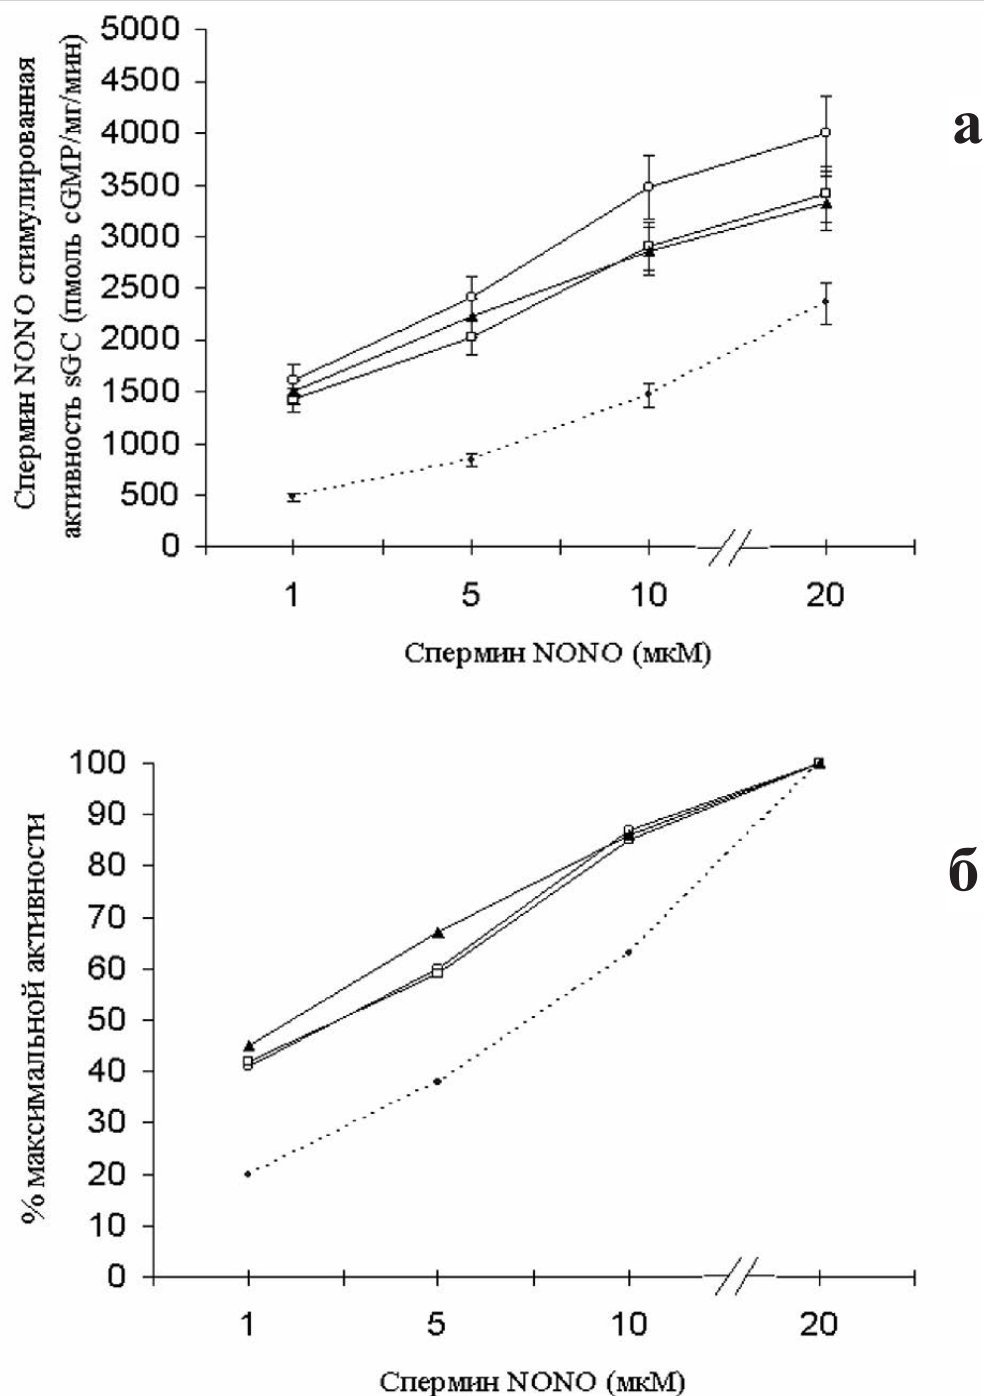 Спермин NONO стимулированная
активность sGC (пмоль cGMP/мг/мин)
5000
4500
4000
3500
3000
2500
2000
1500
1000
500
0
1 5 10 20
Спермин NONO (мкМ)
а
% максимальной активности
100
90
80
70
60
50
40
30
20
10
0
1 5 10 20
Спермин NONO (мкМ)
б